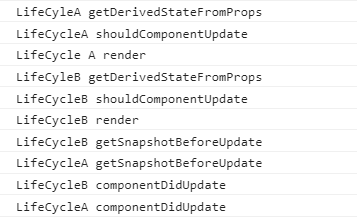 LifeCyleA getDerivedStateFromProps
LifeCycleA shouldComponentUpdate
LifeCycle A render
LifeCyleB getDerivedStateFromProps
LifeCycleB shouldComponentUpdate
LifeCycleB render
LifeCycleB getSnapshotBeforeUpdate
LifeCycleA getSnapshotBeforeUpdate
LifeCycleB componentDidUpdate
LifeCycleA componentDidUpdate